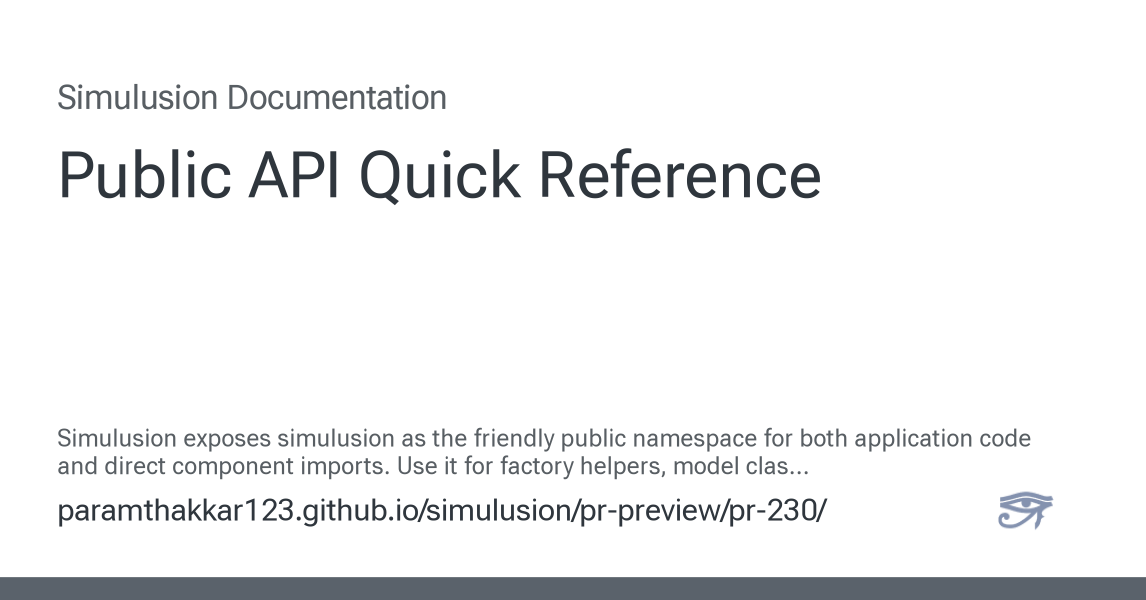 Simulusion Documentation
Public API Quick Reference
Simulusion exposes simulusion as the friendly public namespace for both application code
and direct component imports. Use it for factory helpers, model clas...
paramthakkar123.github.io/simulusion/pr-preview/pr-230/